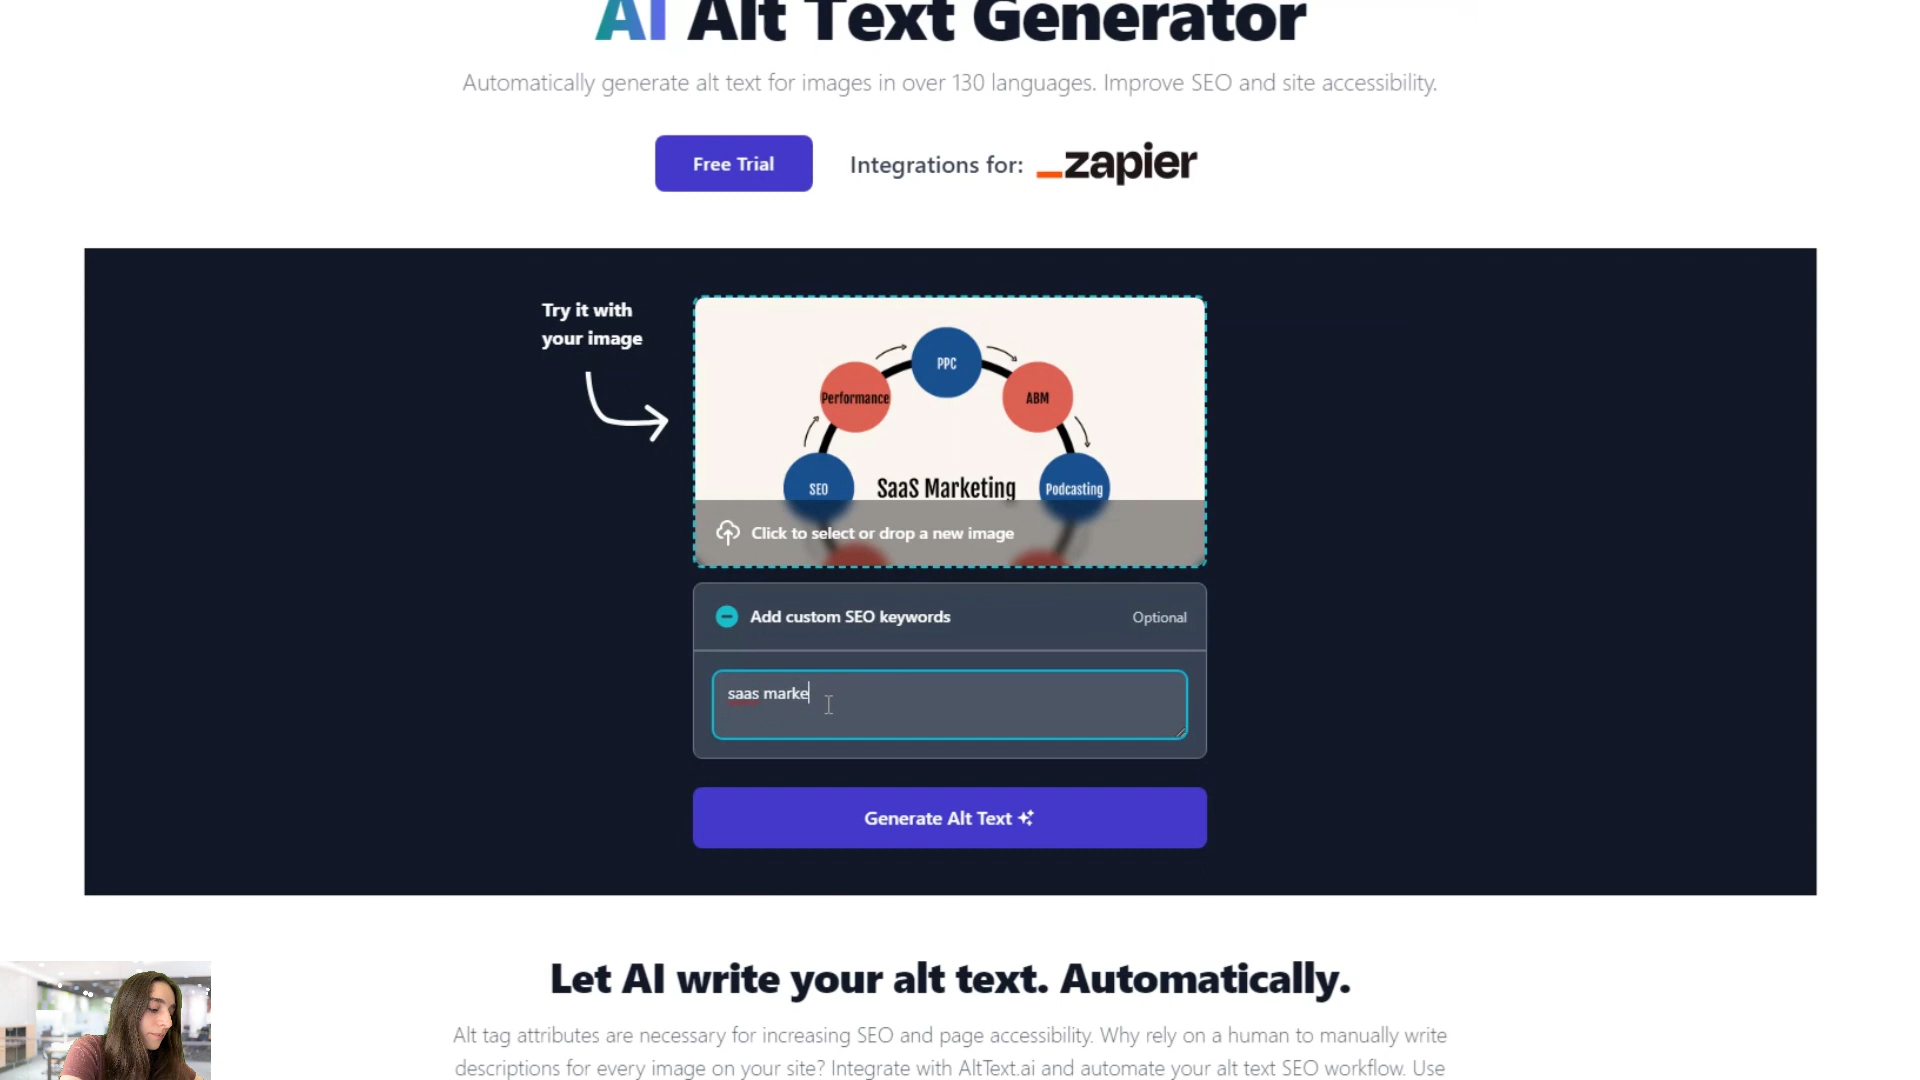 AI Alt Text Generator
Automatically generate alt text for images in over 130 languages. Improve SEO and site accessibility.
Free Trial
Integrations for:
zapier
Try it with
your image
PPC
Performance
ABM
SEO
SaaS Marketing
Podcasting
Click to select or drop a new image
Add custom SEO keywords
Optional
saas marke
Generate Alt Text
Let AI write your alt text. Automatically.
Alt tag attributes are necessary for increasing SEO and page accessibility. Why rely on a human to manually write
descriptions for every image on your site? Integrate with AltText.ai and automate your alt text SEO workflow. Use